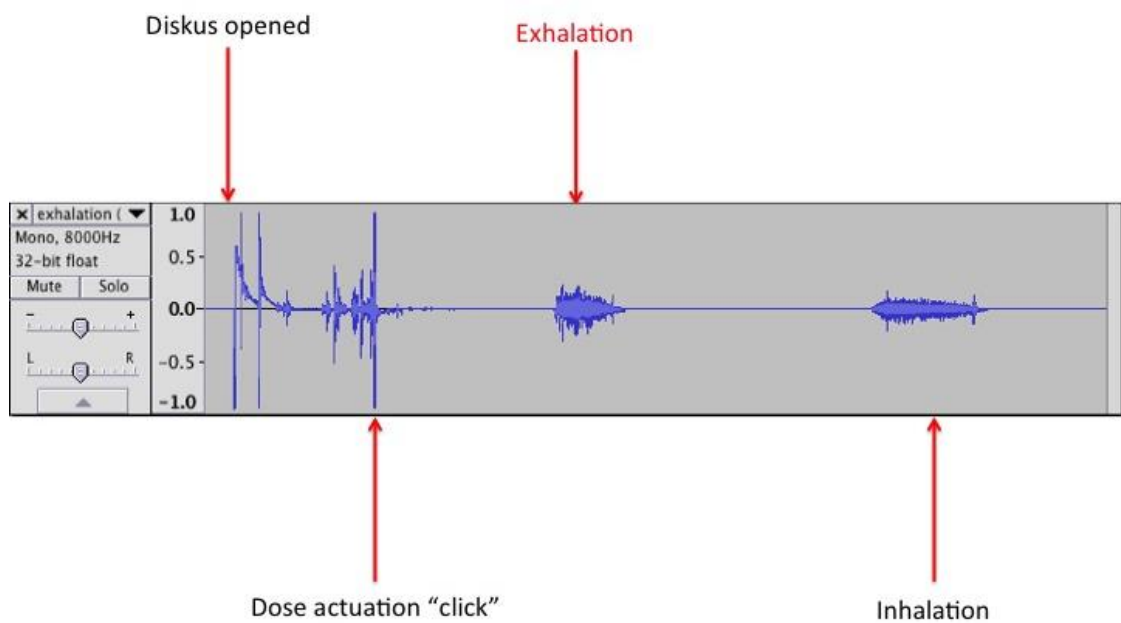 Diskus opened
Exhalation
exhalation (
Mono, 8000Hz
32-bit float
Mute Solo
- +
L R
1.0
0.5-
0.0-
-0.5-
-1.0
Dose actuation “click”
Inhalation